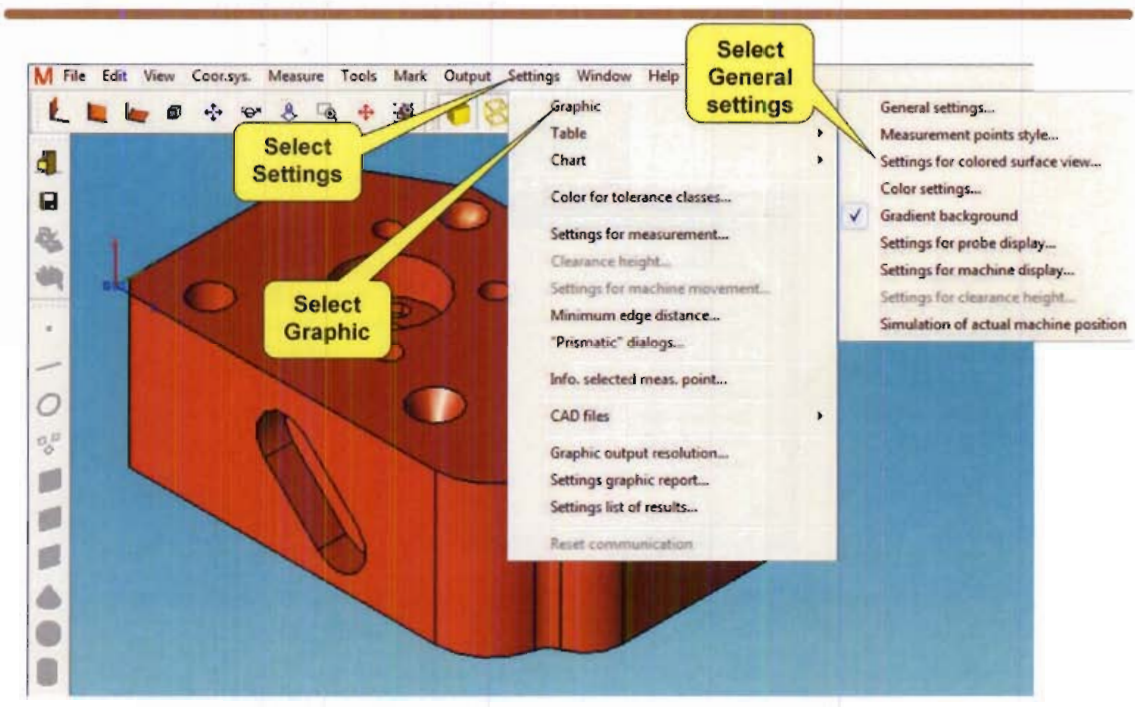 M File Edit View Coor.sys. Measure Tools Mark Output Settings Window Help
Select
General
settings
Select
Settings
Select
Graphic
Graphic
Table
Chart
Color for tolerance classes...
Settings for measurement...
Clearance height...
Settings for machine movement...
Minimum edge distance...
"Prismatic" dialogs...
Info. selected meas. point...
CAD files
Graphic output resolution...
Settings graphic report...
Settings list of results...
Reset communication
General settings...
Measurement points style...
Settings for colored surface view...
Color settings...
Gradient background
Settings for probe display...
Settings for machine display...
Settings for clearance height...
Simulation of actual machine position